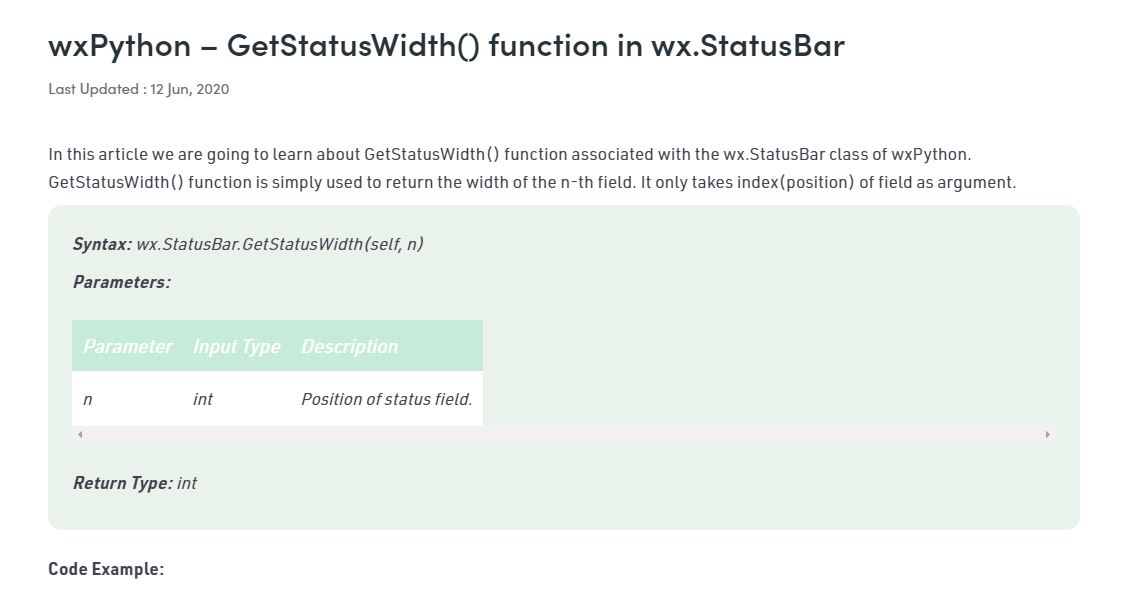 wxPython – GetStatusWidth() function in wx.StatusBar
Last Updated : 12 Jun, 2020
In this article we are going to learn about GetStatusWidth() function associated with the wx.StatusBar class of wxPython.
GetStatusWidth() function is simply used to return the width of the n-th field. It only takes index(position) of field as argument.
Syntax: wx.StatusBar.GetStatusWidth(self, n)
Parameters:
Parameter Input Type Description
n int Position of status field.
Return Type: int
Code Example: